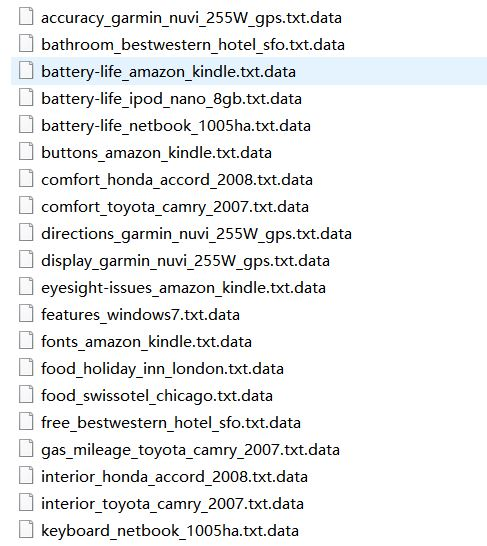 accuracy_garmin_nuvi_255W_gps.txt.data
bathroom_bestwestern_hotel_sfo.txt.data
battery-life_amazon_kindle.txt.data
battery-life_ipod_nano_8gb.txt.data
battery-life_netbook_1005ha.txt.data
buttons_amazon_kindle.txt.data
comfort_honda_accord_2008.txt.data
comfort_toyota_camry_2007.txt.data
directions_garmin_nuvi_255W_gps.txt.data
display_garmin_nuvi_255W_gps.txt.data
eyesight-issues_amazon_kindle.txt.data
features_windows7.txt.data
fonts_amazon_kindle.txt.data
food_holiday_inn_london.txt.data
food_swissotel_chicago.txt.data
free_bestwestern_hotel_sfo.txt.data
gas_mileage_toyota_camry_2007.txt.data
interior_honda_accord_2008.txt.data
interior_toyota_camry_2007.txt.data
keyboard_netbook_1005ha.txt.data